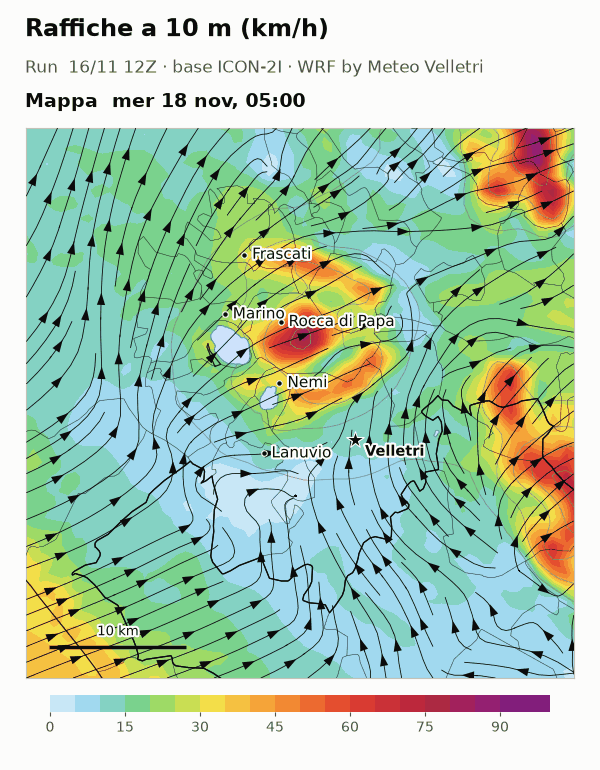 Raffiche a 10 m (km/h)
Run  16/11 12Z · base ICON-2I · WRF by Meteo Velletri
Mappa  mer 18 nov, 05:00
Frascati
Marino
Rocca di Papa
Nemi
Velletri
Lanuvio
10 km
0 15 30 45 60 75 90